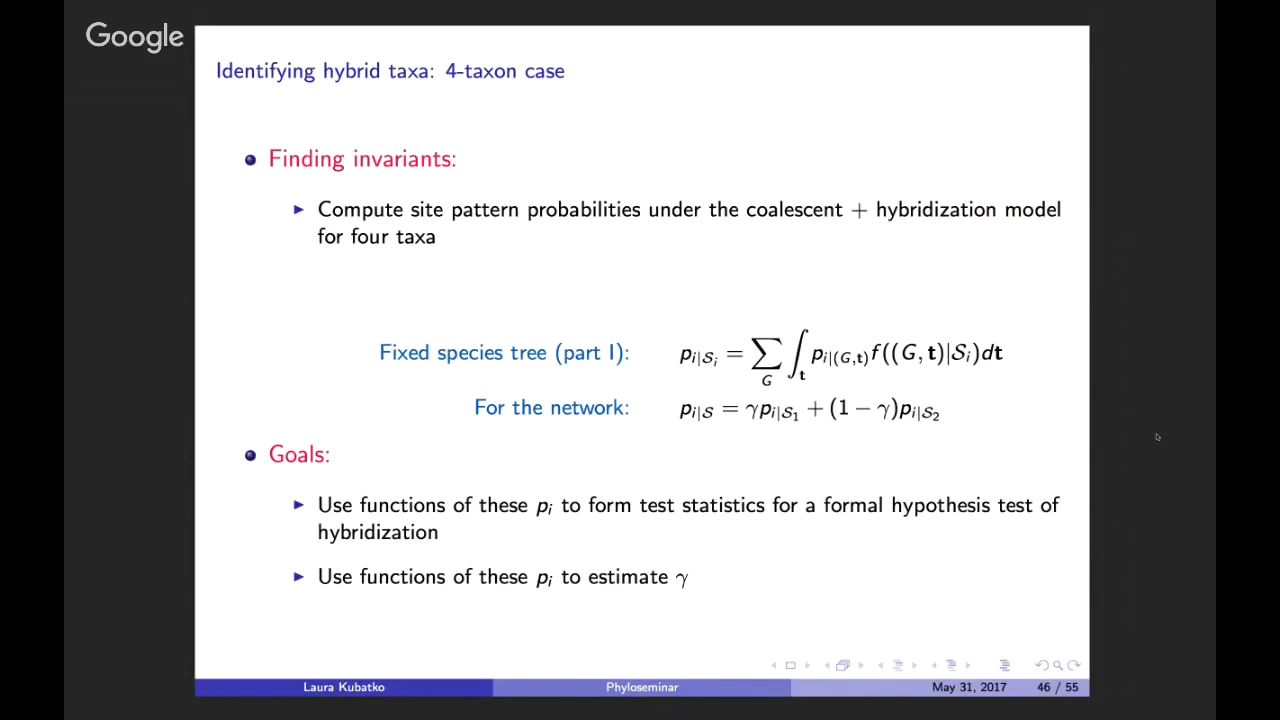 Google
Identifying hybrid taxa: 4-taxon case
Finding invariants:
Compute site pattern probabilities under the coalescent + hybridization model
for four taxa
Fixed species tree (part I): p_{i|𝒮_i} = ∑_G ∫_𝐭 p_{i|(G,𝐭)} f((G, 𝐭)|𝒮_i)d𝐭
For the network: p_{i|𝒮} = γp_{i|𝒮_1} + (1 − γ)p_{i|𝒮_2}
Goals:
Use functions of these p_i to form test statistics for a formal hypothesis test of
hybridization
Use functions of these p_i to estimate γ
Laura Kubatko Phyloseminar May 31, 2017 46 / 55